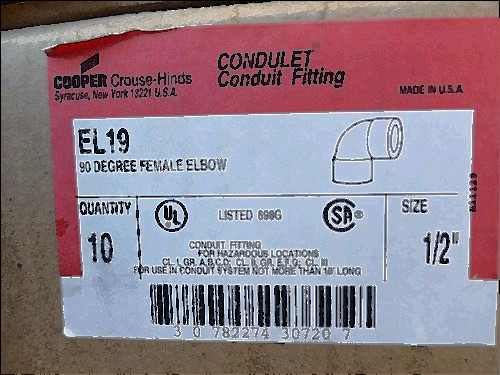 COOPER Crouse-Hinds
Syracuse, New York 13221 U.S.A.
CONDULET
Conduit Fitting
MADE IN U.S.A
EL19
90 DEGREE FEMALE ELBOW
QUANTITY
10
UL
LISTED 698G
SA®
SIZE
1/2"
CONDUIT FITTING
FOR HAZARDOUS LOCATIONS
CL. I, GR. A,B,C,D; CL. II, GR. E,F,G; CL. III
FOR USE IN CONDUIT SYSTEM NOT MORE THAN 10' LONG
3 0 782274 30720 7